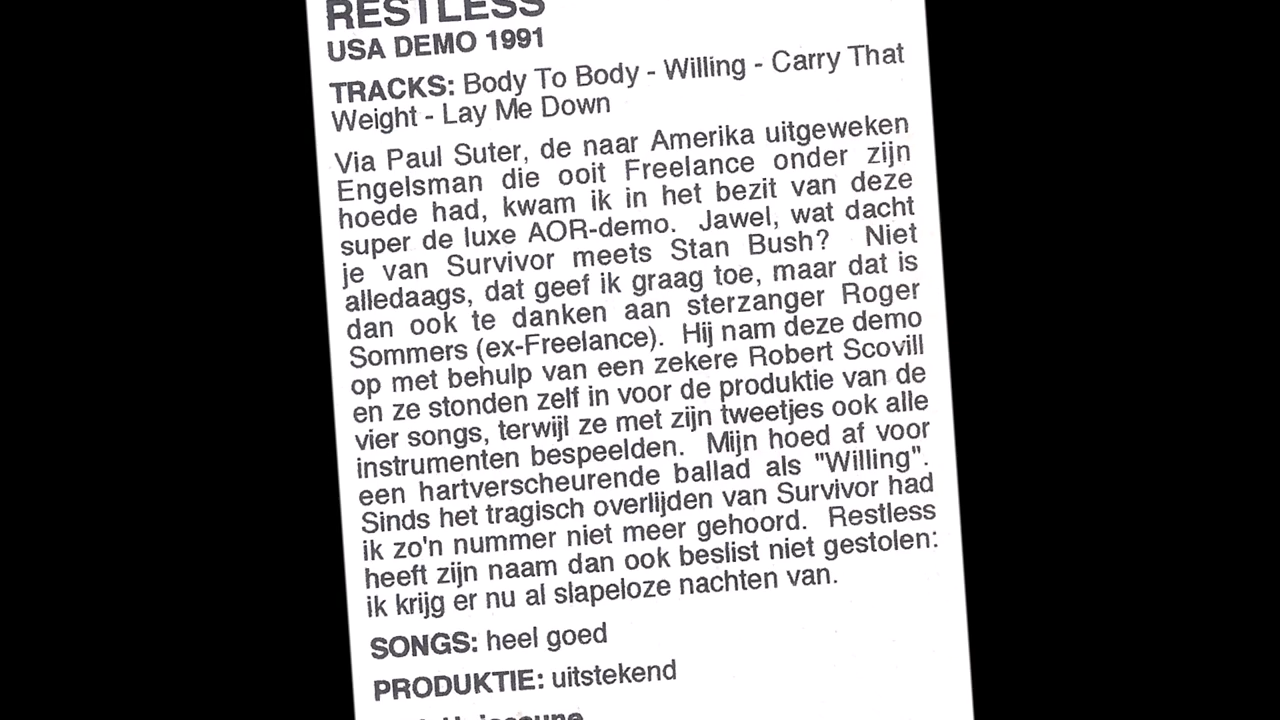 RESTLESS
USA DEMO 1991
TRACKS: Body To Body - Willing - Carry That
Weight - Lay Me Down
Via Paul Suter, de naar Amerika uitgeweken
Engelsman die ooit Freelance onder zijn
hoede had, kwam ik in het bezit van deze
super de luxe AOR-demo. Jawel, wat dacht
je van Survivor meets Stan Bush? Niet
alledaags, dat geef ik graag toe, maar dat is
dan ook te danken aan sterzanger Roger
Sommers (ex-Freelance). Hij nam deze demo
op met behulp van een zekere Robert Scovill
en ze stonden zelf in voor de produktie van de
vier songs, terwijl ze met zijn tweetjes ook alle
instrumenten bespeelden. Mijn hoed af voor
een hartverscheurende ballad als "Willing".
Sinds het tragisch overlijden van Survivor had
ik zo'n nummer niet meer gehoord. Restless
heeft zijn naam dan ook beslist niet gestolen:
ik krijg er nu al slapeloze nachten van.
SONGS: heel goed
PRODUKTIE: uitstekend